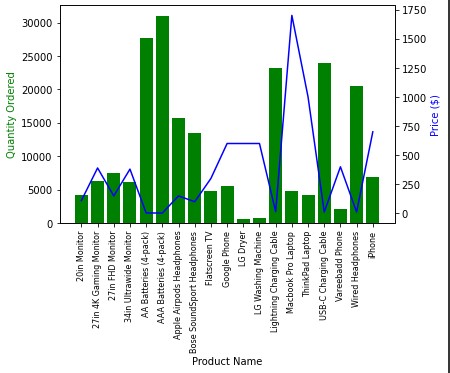 30000
25000
20000
15000
10000
5000
0
Quantity Ordered
1750
1500
1250
1000
750
500
250
0
Price ($)
20in Monitor
27in 4K Gaming Monitor
27in FHD Monitor
34in Ultrawide Monitor
AA Batteries (4-pack)
AAA Batteries (4-pack)
Apple Airpods Headphones
Bose SoundSport Headphones
Flatscreen TV
Google Phone
LG Dryer
LG Washing Machine
Lightning Charging Cable
Macbook Pro Laptop
ThinkPad Laptop
USB-C Charging Cable
Vareebadd Phone
Wired Headphones
iPhone
Product Name